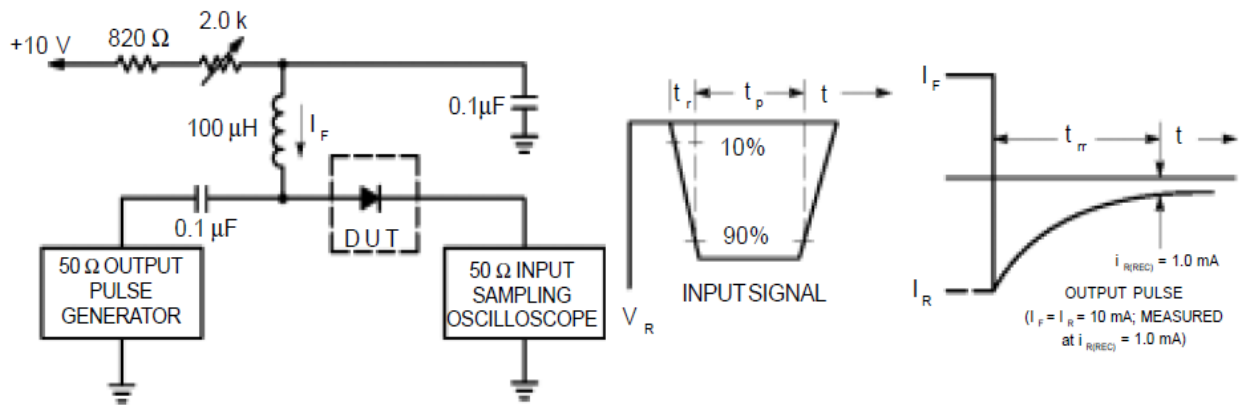 +10 V
820 Ω
2.0 k
100 µH
I F
0.1µF
0.1 µF
D U T
50 Ω OUTPUT
PULSE
GENERATOR
50 Ω INPUT
SAMPLING
OSCILLOSCOPE
t r
t p
t
10%
90%
V R
INPUT SIGNAL
I F
t rr
t
I R
i R(REC) = 1.0 mA
OUTPUT PULSE
(I F = I R = 10 mA; MEASURED
at i R(REC) = 1.0 mA)